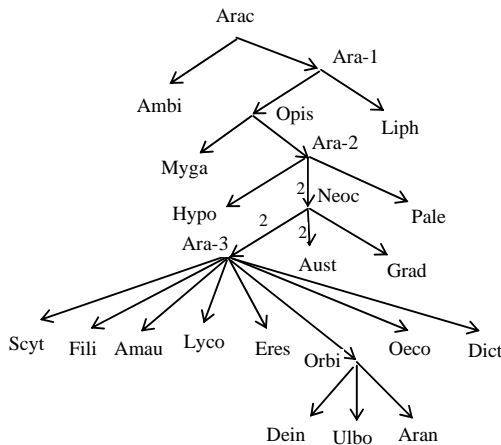 Arac
Ara-1
Ambi
Opis
Liph
Myga
Ara-2
2
Neoc
Hypo
Pale
2
2
Ara-3
Aust
Grad
Scyt Fili Amau Lyco Eres Orbi Oeco Dict
Dein Ulbo Aran